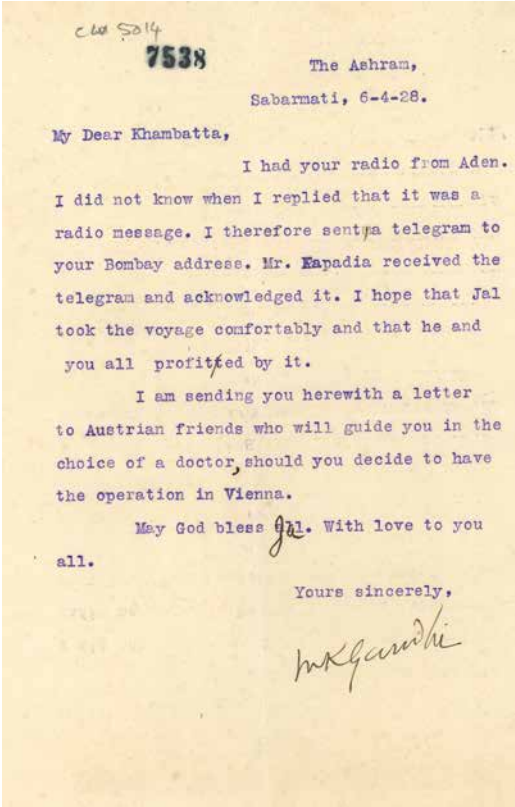 CWM 5014
7538
The Ashram,
Sabarmati, 6-4-28.
My Dear Khambatta,
I had your radio from Aden.
I did not know when I replied that it was a
radio message. I therefore sent a telegram to
your Bombay address. Mr. Kapadia received the
telegram and acknowledged it. I hope that Jal
took the voyage comfortably and that he and
you all profited by it.
I am sending you herewith a letter
to Austrian friends who will guide you in the
choice of a doctor, should you decide to have
the operation in Vienna.
May God bless Jal. With love to you
all.
Yours sincerely,
MKGandhi